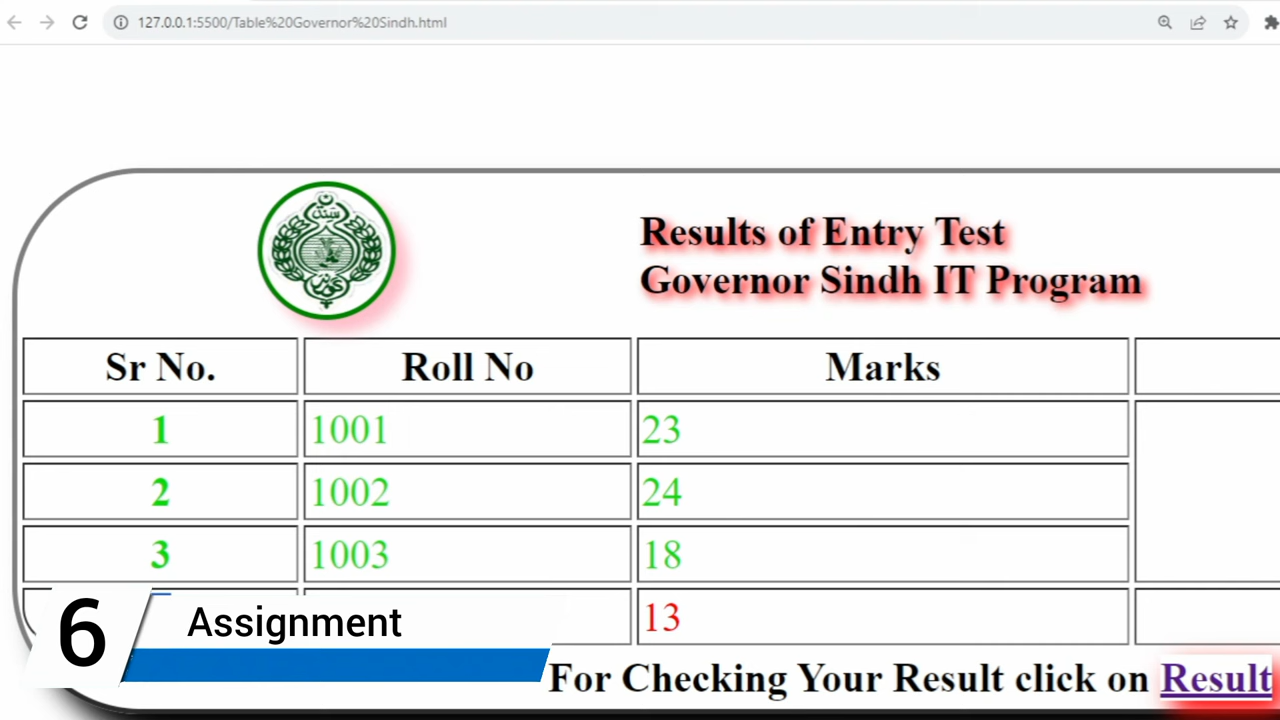 127.0.0.1:5500/Table%20Governor%20Sindh.html
Results of Entry Test
Governor Sindh IT Program
Sr No. Roll No Marks
1 1001 23
2 1002 24
3 1003 18
13
6 Assignment
For Checking Your Result click on Result